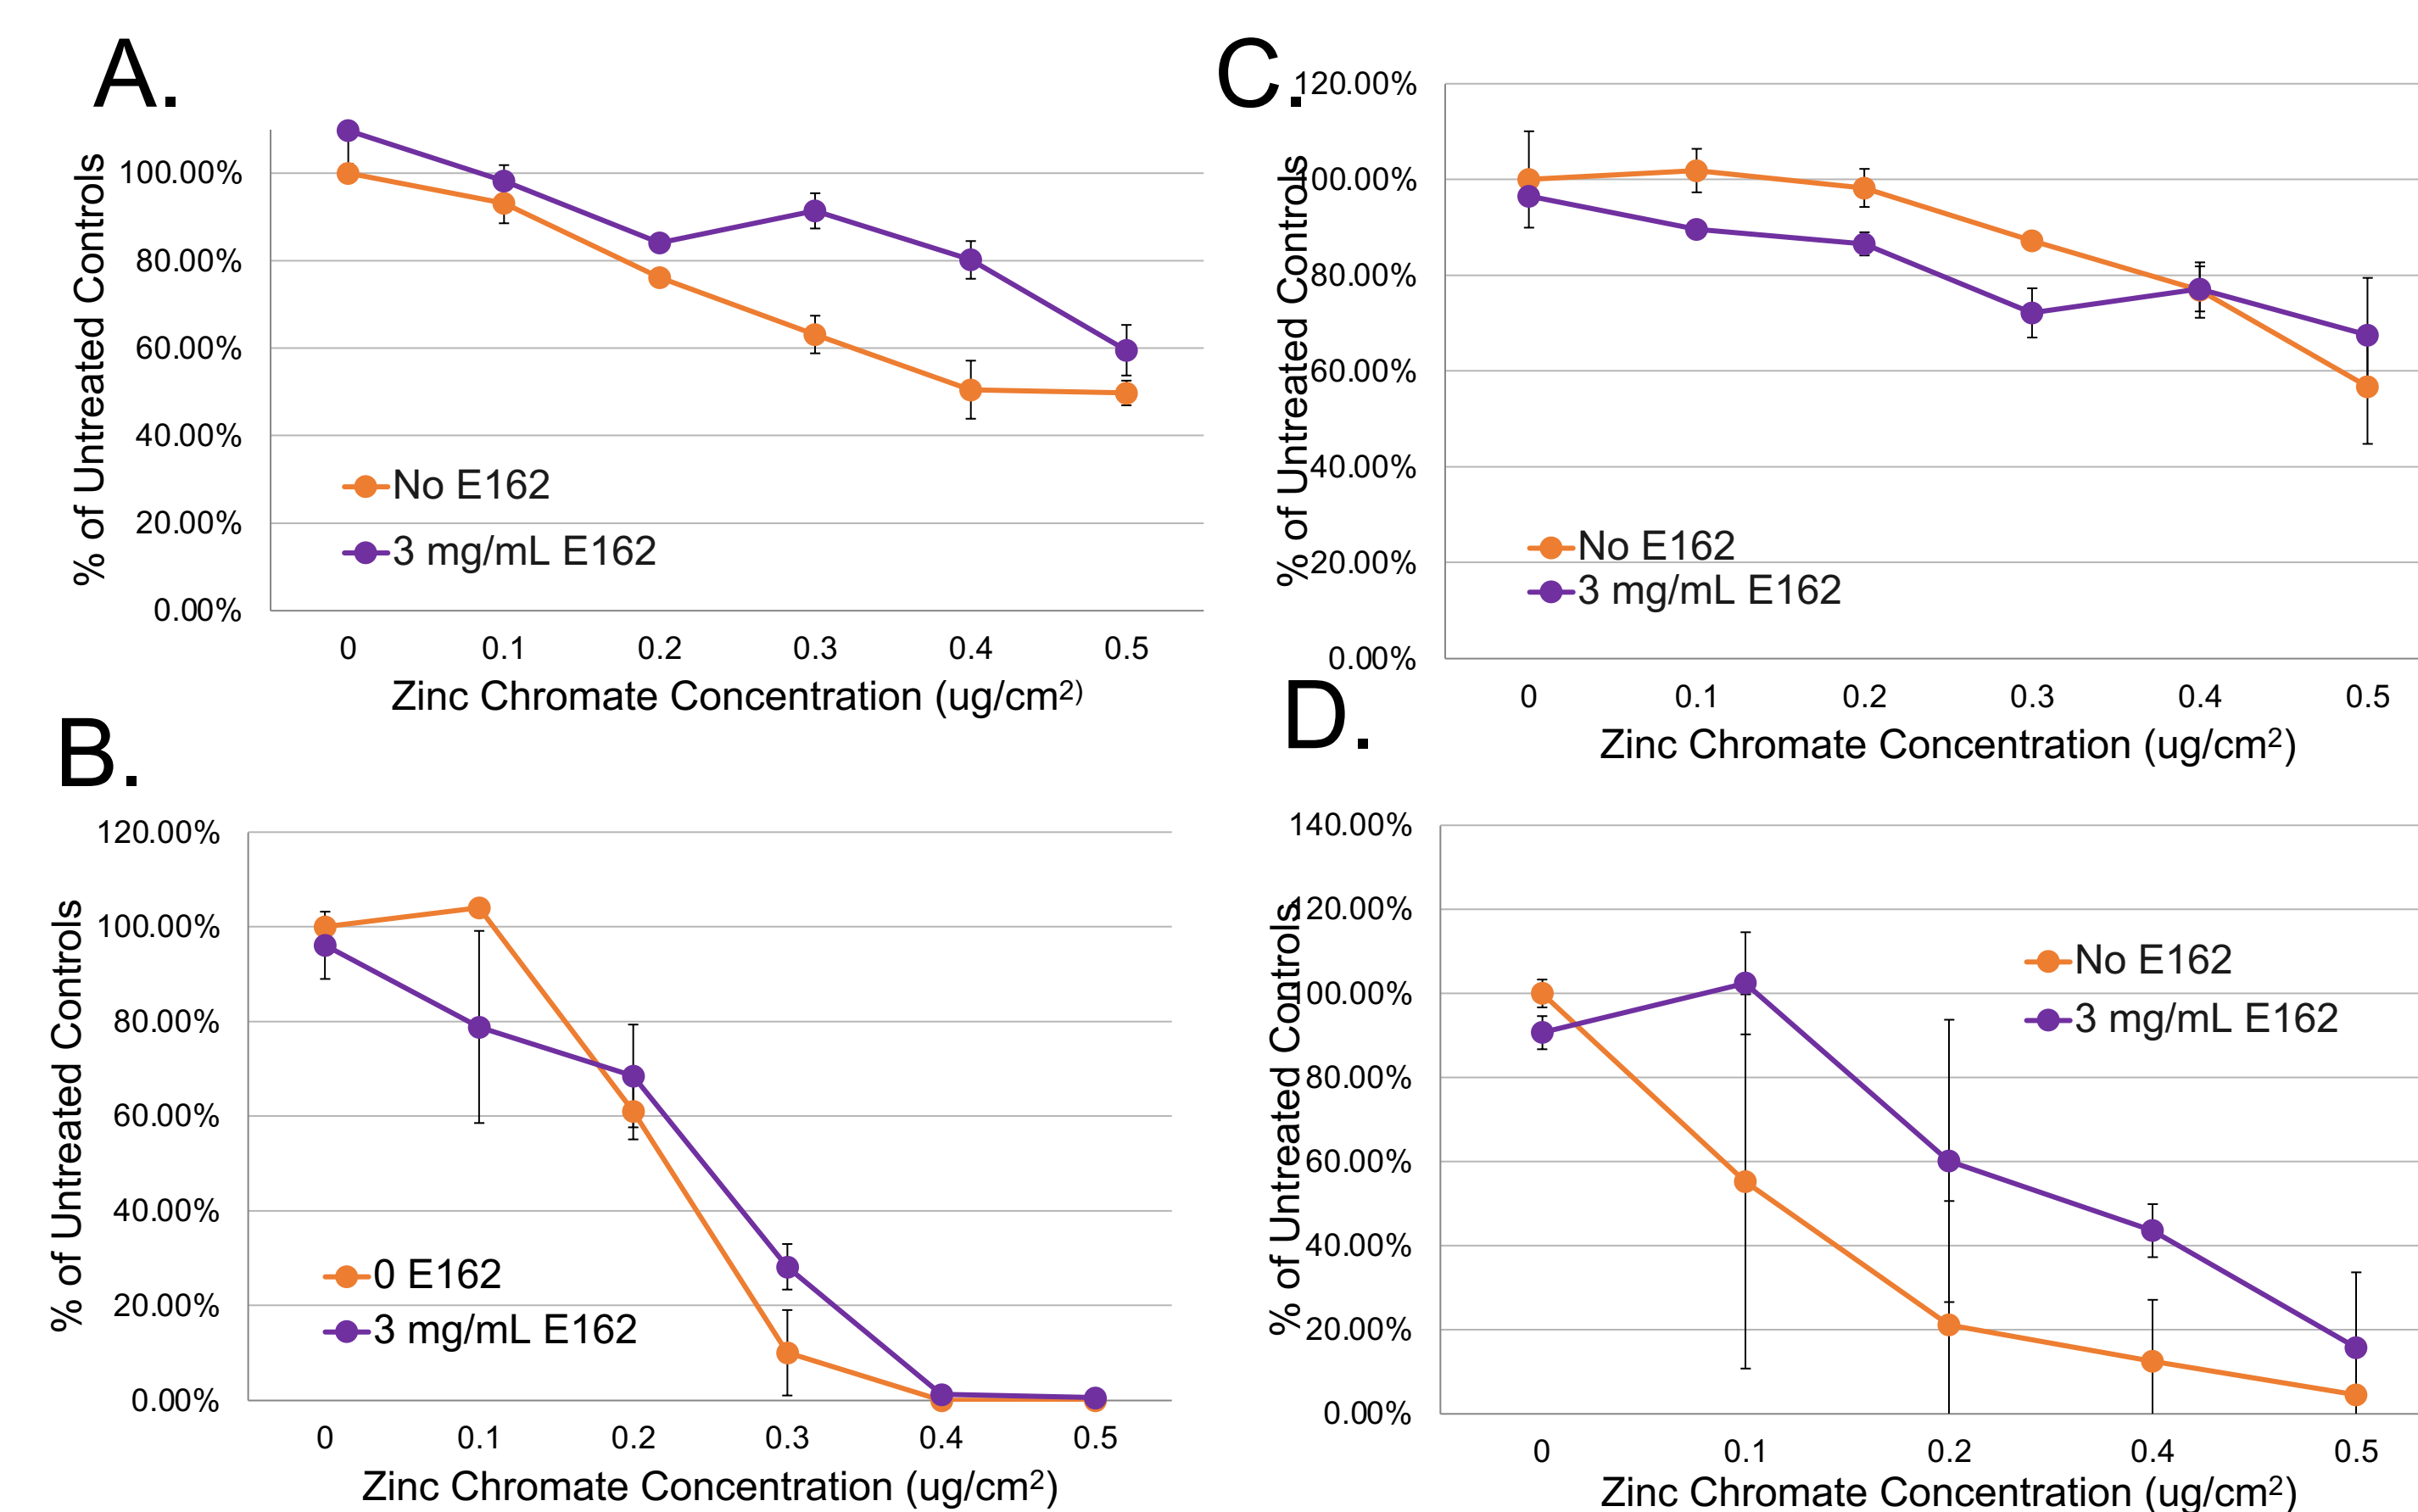 A.
% of Untreated Controls
100.00%
80.00%
60.00%
40.00%
20.00%
0.00%
No E162
3 mg/mL E162
0 0.1 0.2 0.3 0.4 0.5
Zinc Chromate Concentration (ug/cm2)
C.
% of Untreated Controls
120.00%
100.00%
80.00%
60.00%
40.00%
20.00%
0.00%
No E162
3 mg/mL E162
0 0.1 0.2 0.3 0.4 0.5
Zinc Chromate Concentration (ug/cm2)
B.
% of Untreated Controls
120.00%
100.00%
80.00%
60.00%
40.00%
20.00%
0.00%
0 E162
3 mg/mL E162
0 0.1 0.2 0.3 0.4 0.5
Zinc Chromate Concentration (ug/cm2)
D.
% of Untreated Controls
140.00%
120.00%
100.00%
80.00%
60.00%
40.00%
20.00%
0.00%
No E162
3 mg/mL E162
0 0.1 0.2 0.4 0.5
Zinc Chromate Concentration (ug/cm2)